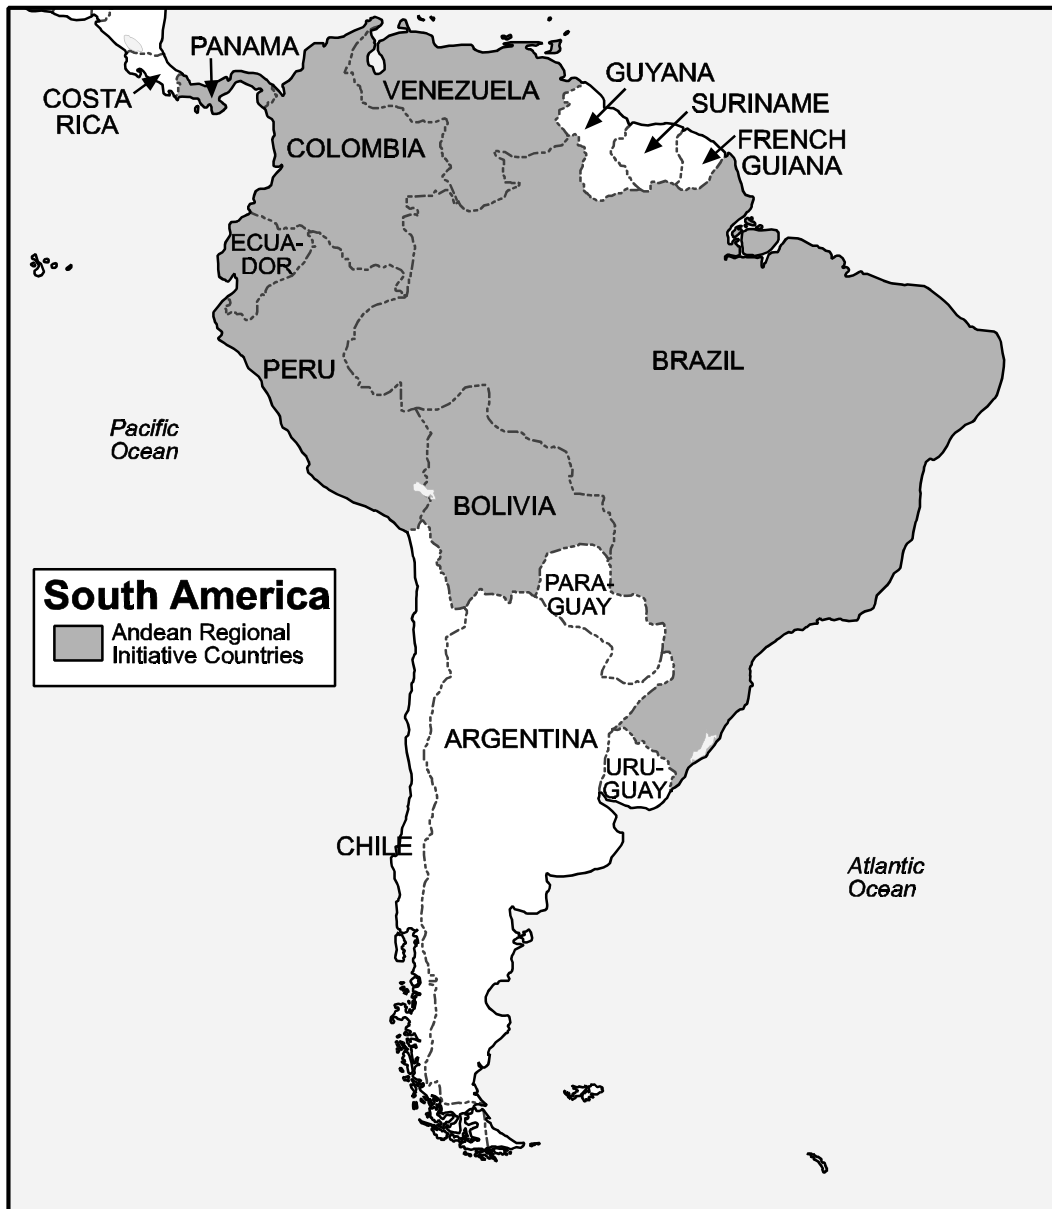 PANAMA
COSTA
RICA
VENEZUELA
GUYANA
SURINAME
FRENCH
GUIANA
COLOMBIA
ECUA-
DOR
PERU
BRAZIL
Pacific
Ocean
BOLIVIA
PARA-
GUAY
South America
Andean Regional
Initiative Countries
ARGENTINA
URU-
GUAY
CHILE
Atlantic
Ocean